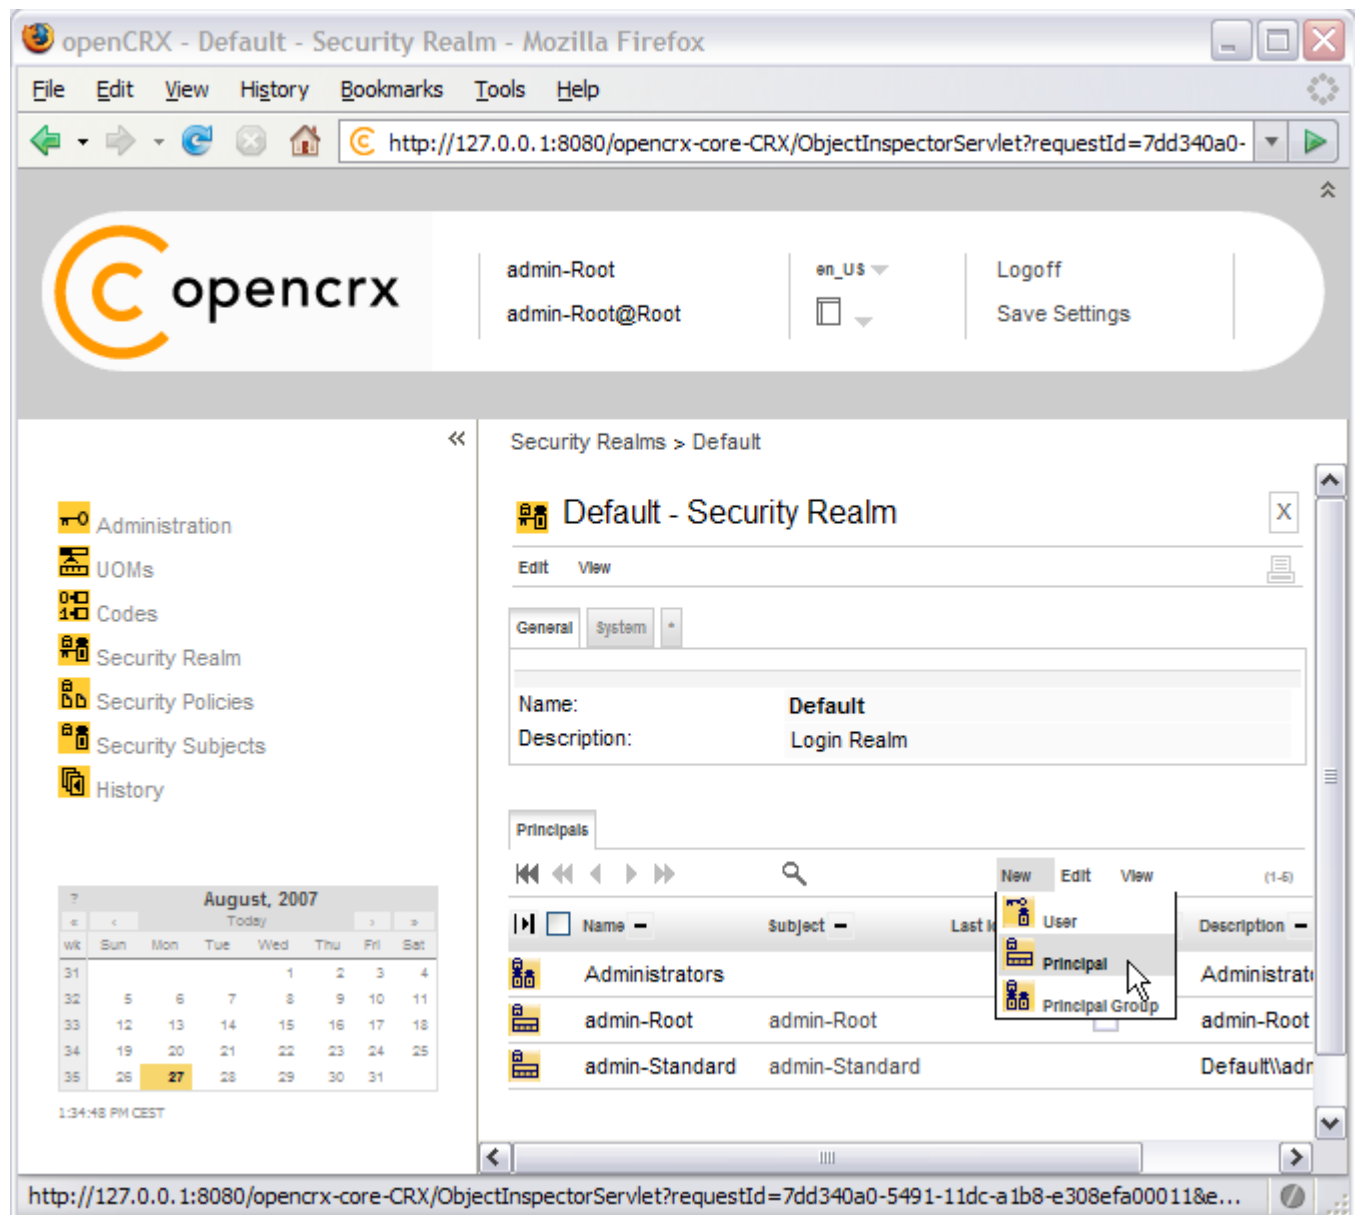 openCRX - Default - Security Realm - Mozilla Firefox
File Edit View History Bookmarks Tools Help
http://127.0.0.1:8080/opencrx-core-CRX/ObjectInspectorServlet?requestId=7dd340a0-
opencrx
admin-Root en_US Logoff
admin-Root@Root Save Settings
Security Realms > Default
Default - Security Realm X
Edit View
Administration
UOMs
Codes
Security Realm
Security Policies
Security Subjects
History
General System *
Name: Default
Description: Login Realm
Principals
New Edit View (1-5)
User
Principal
Principal Group
Name Subject Last l Description
Administrators Administrat
admin-Root admin-Root admin-Root
admin-Standard admin-Standard Default\\adr
? August, 2007
« ‹ Today › »
wk Sun Mon Tue Wed Thu Fri Sat
31 1 2 3 4
32 5 6 7 8 9 10 11
33 12 13 14 15 16 17 18
34 19 20 21 22 23 24 25
35 26 27 28 29 30 31
1:34:48 PM CEST
http://127.0.0.1:8080/opencrx-core-CRX/ObjectInspectorServlet?requestId=7dd340a0-5491-11dc-a1b8-e308efa00011&e...